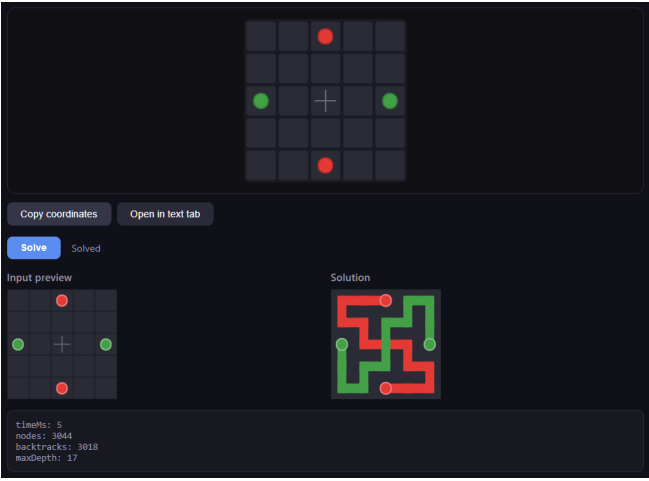 Copy coordinates
Open in text tab
Solve
Solved
Input preview
Solution
timeMs: 5
nodes: 3044
backtracks: 3018
maxDepth: 17